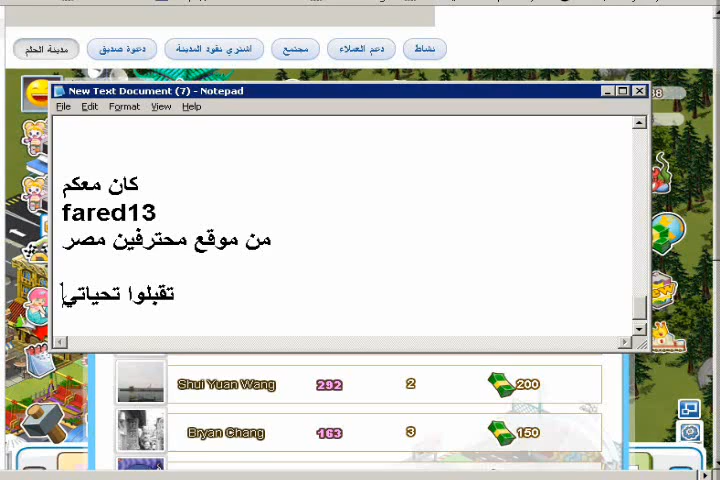 مدينة الحلم
دعوة صديق
اشتري نقود المدينة
مجتمع
دعم العملاء
نشاط
New Text Document (7) - Notepad
File Edit Format View Help
كان معكم
fared13
من موقع محترفين مصر
تقبلوا تحياتي
Shui Yuan Wang 292 2 200
Bryan Chang 163 3 150